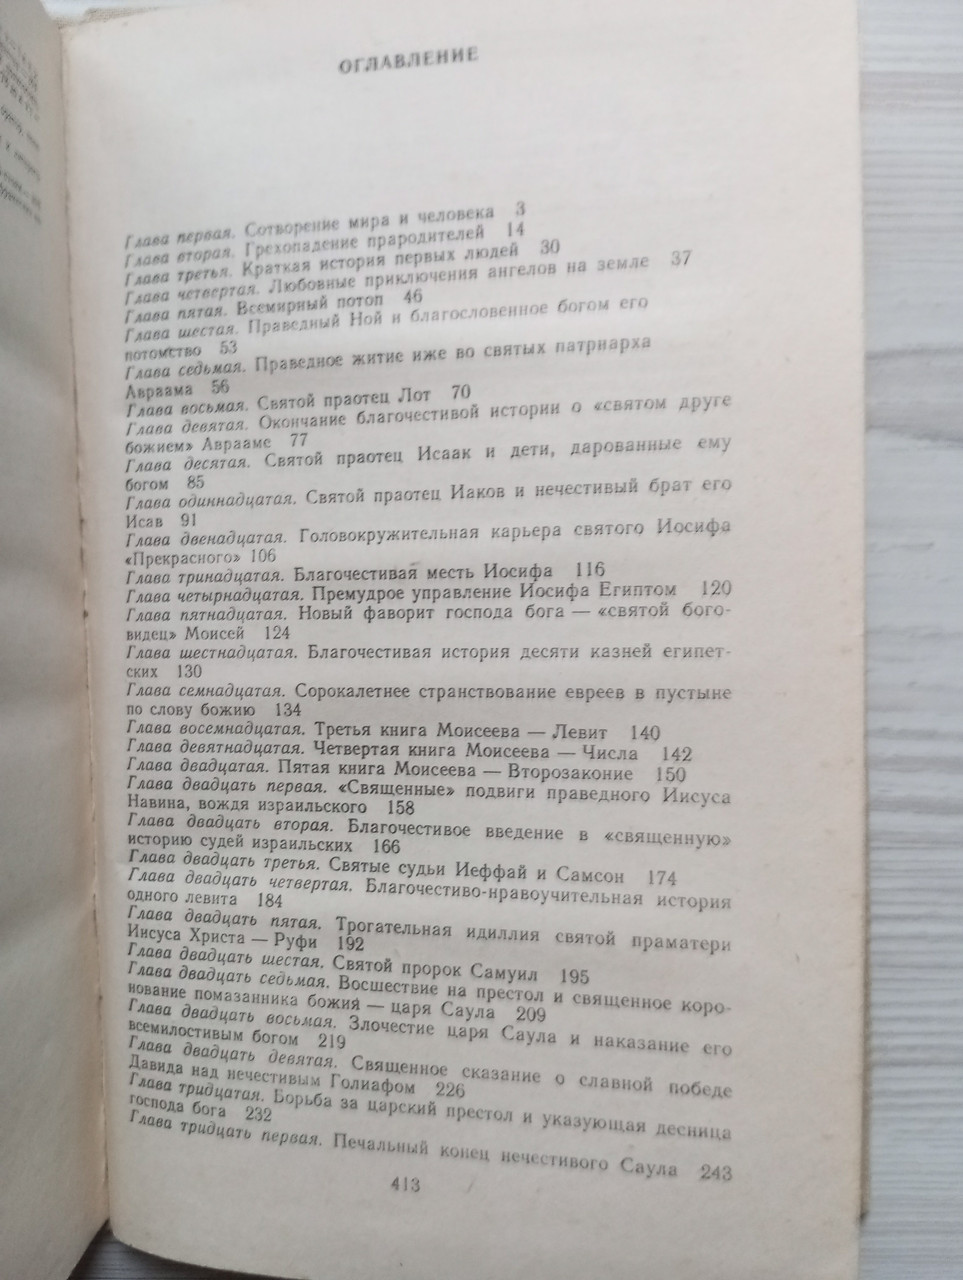 ОГЛАВЛЕНИЕ
Глава первая. Сотворение мира и человека 3
Глава вторая. Грехопадение прародителей 14
Глава третья. Краткая история первых людей 30
Глава четвертая. Любовные приключения ангелов на земле 37
Глава пятая. Всемирный потоп 46
Глава шестая. Праведный Ной и благословенное богом его
потомство 53
Глава седьмая. Праведное житие иже во святых патриарха
Авраама 56
Глава восьмая. Святой праотец Лот 70
Глава девятая. Окончание благочестивой истории о «святом друге
божием» Аврааме 77
Глава десятая. Святой праотец Исаак и дети, дарованные ему
богом 85
Глава одиннадцатая. Святой праотец Иаков и нечестивый брат его
Исав 91
Глава двенадцатая. Головокружительная карьера святого Иосифа
«Прекрасного» 106
Глава тринадцатая. Благочестивая месть Иосифа 116
Глава четырнадцатая. Премудрое управление Иосифа Египтом 120
Глава пятнадцатая. Новый фаворит господа бога — «святой бого-
видец» Моисей 124
Глава шестнадцатая. Благочестивая история десяти казней египет-
ских 130
Глава семнадцатая. Сорокалетнее странствование евреев в пустыне
по слову божию 134
Глава восемнадцатая. Третья книга Моисеева — Левит 140
Глава девятнадцатая. Четвертая книга Моисеева — Числа 142
Глава двадцатая. Пятая книга Моисеева — Второзаконие 150
Глава двадцать первая. «Священные» подвиги праведного Иисуса
Навина, вождя израильского 158
Глава двадцать вторая. Благочестивое введение в «священную»
историю судей израильских 166
Глава двадцать третья. Святые судьи Иеффай и Самсон 174
Глава двадцать четвертая. Благочестиво-нравоучительная история
одного левита 184
Глава двадцать пятая. Трогательная идиллия святой праматери
Иисуса Христа — Руфи 192
Глава двадцать шестая. Святой пророк Самуил 195
Глава двадцать седьмая. Восшествие на престол и священное коро-
нование помазанника божия — царя Саула 209
Глава двадцать восьмая. Злочестие царя Саула и наказание его
всемилостивым богом 219
Глава двадцать девятая. Священное сказание о славной победе
Давида над нечестивым Голиафом 226
Глава тридцатая. Борьба за царский престол и указующая десница
господа бога 232
Глава тридцать первая. Печальный конец нечестивого Саула 243
413